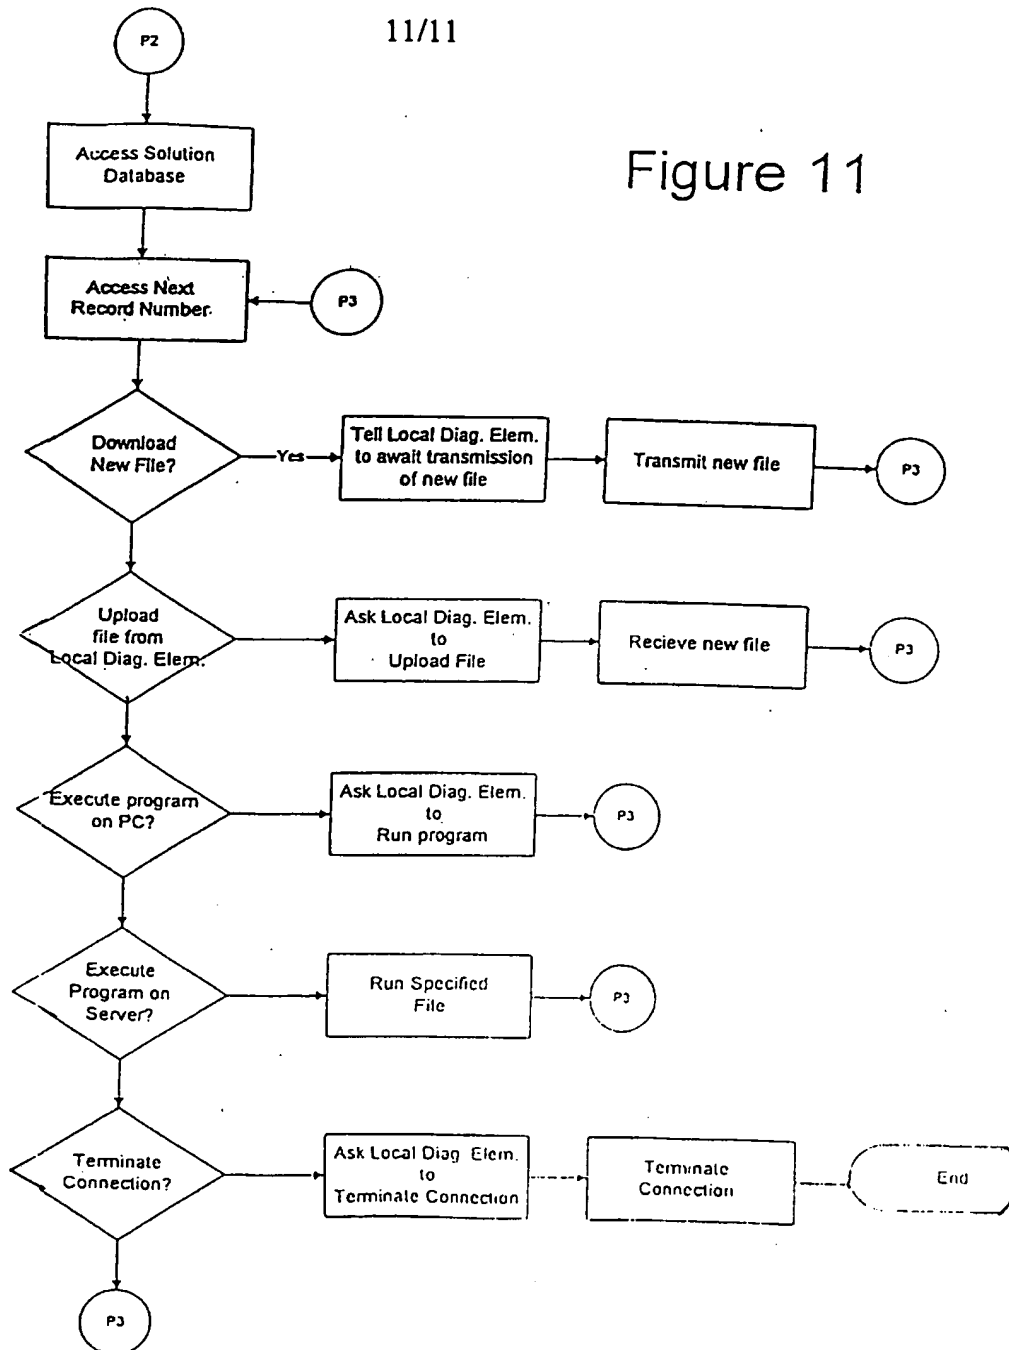 P2
11/11
Figure 11
Access Solution
Database
Access Next
Record Number.
P3
Download
New File?
Yes
Tell Local Diag. Elem.
to await transmission
of new file
Transmit new file
P3
Upload
file from
Local Diag. Elem.
Ask Local Diag. Elem.
to
Upload File
Recieve new file
P3
Execute program
on PC?
Ask Local Diag. Elem.
to
Run program
P3
Execute
Program on
Server?
Run Specified
File
P3
Terminate
Connection?
Ask Local Diag Elem.
to
Terminate Connection
Terminate
Connection
End
P3